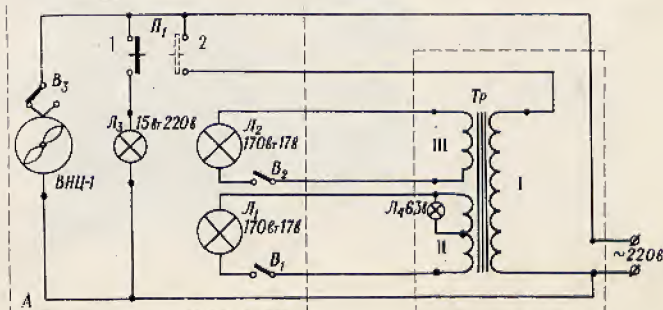 П₁
1
2
В₃
Л₃
15вт 220в
ВНЦ-1
А
Л₂
170вт 17в
В₂
Л₁
170вт 17в
В₁
Тр
III
I
Л₄ 6,3в
II
~220в